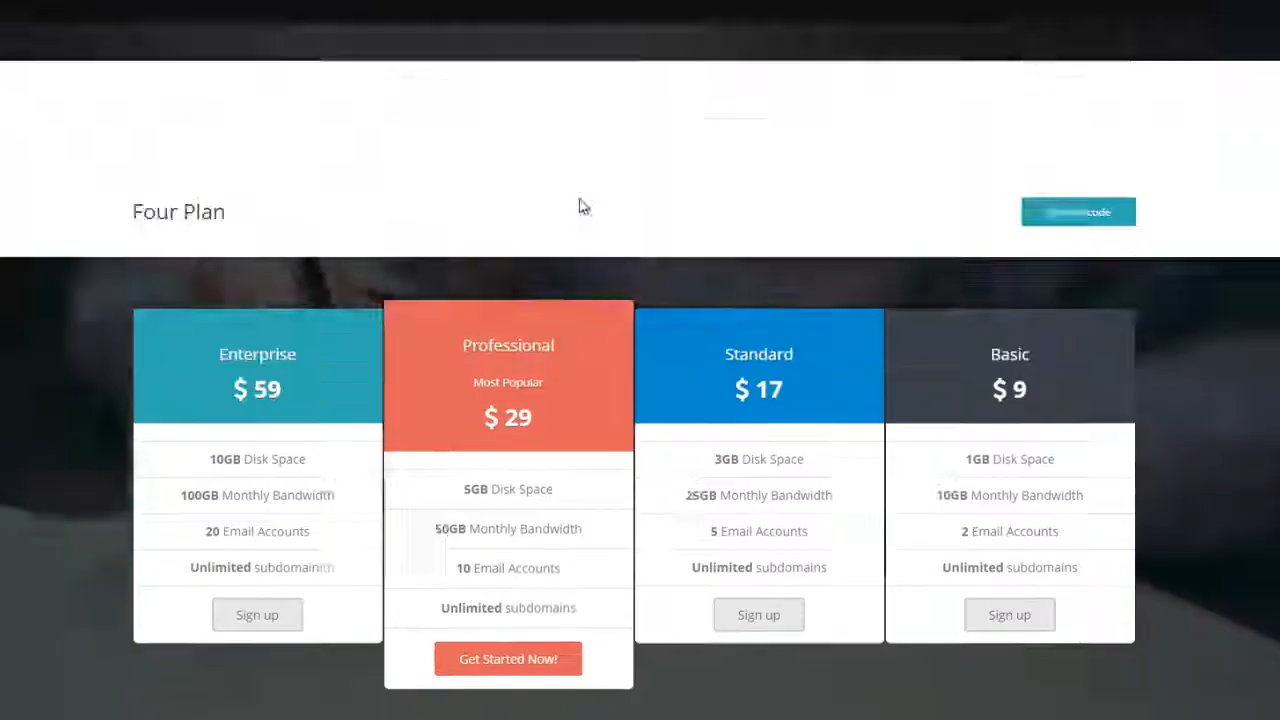 Four Plan
code
Enterprise
$ 59
10GB Disk Space
100GB Monthly Bandwidth
20 Email Accounts
Unlimited subdomains
Sign up
Professional
Most Popular
$ 29
5GB Disk Space
50GB Monthly Bandwidth
10 Email Accounts
Unlimited subdomains
Get Started Now!
Standard
$ 17
3GB Disk Space
25GB Monthly Bandwidth
5 Email Accounts
Unlimited subdomains
Sign up
Basic
$ 9
1GB Disk Space
10GB Monthly Bandwidth
2 Email Accounts
Unlimited subdomains
Sign up